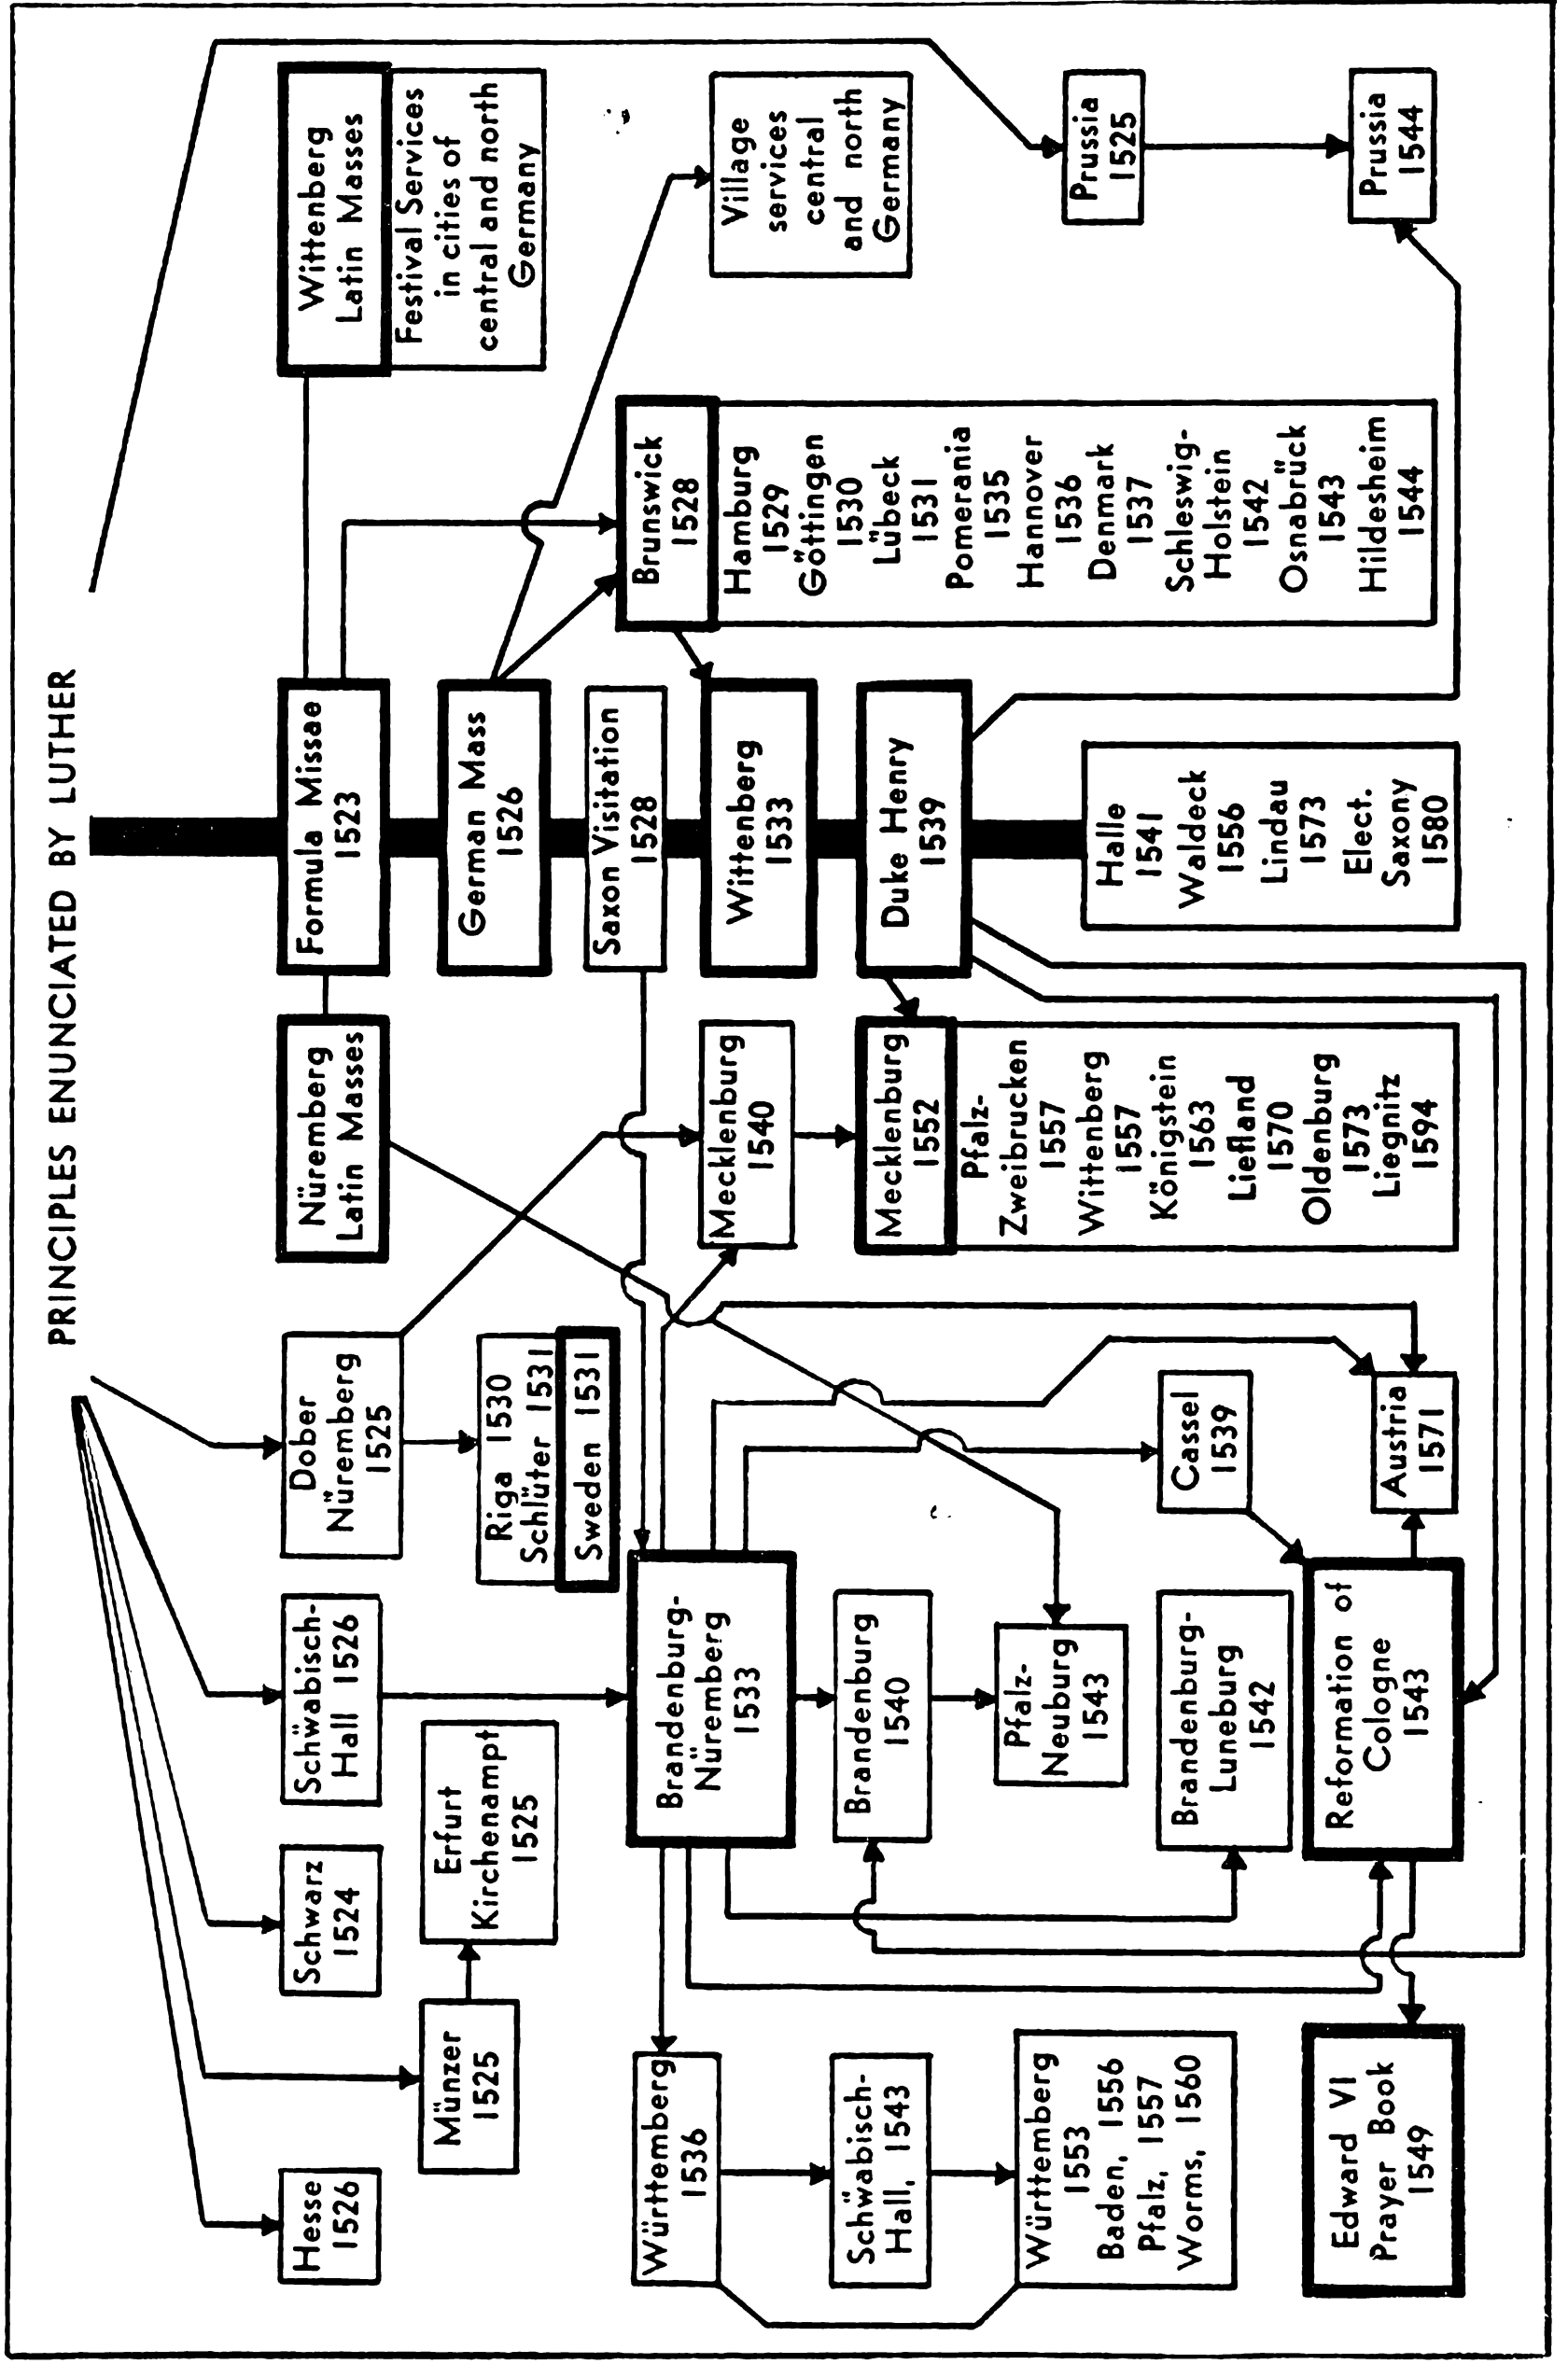 PRINCIPLES ENUNCIATED BY LUTHER
Hesse
1526
Münzer
1525
Schwarz
1524
Erfurt
Kirchenampt
1525
Schwäbisch-
Hall 1526
Dober
Nüremberg
1525
Riga 1530
Schlüter 1531
Sweden 1531
Nüremberg
Latin Masses
Formula Missae
1523
Wittenberg
Latin Masses
Festival Services
in cities of
central and north
Germany
German Mass
1526
Saxon Visitation
1528
Brunswick
1528
Hamburg
1529
Göttingen
1530
Lübeck
1531
Pomerania
1535
Hannover
1536
Denmark
1537
Schleswig-
Holstein
1542
Osnabrück
1543
Hildesheim
1544
Village
services
central
and north
Germany
Württemberg
1536
Brandenburg-
Nüremberg
1533
Mecklenburg
1540
Wittenberg
1533
Schwäbisch-
Hall, 1543
Brandenburg
1540
Mecklenburg
1552
Pfalz-
Zweibrucken
1557
Wittenberg
1557
Königstein
1563
Liefland
1570
Oldenburg
1573
Liegnitz
1594
Duke Henry
1539
Württemberg
1553
Baden, 1556
Pfalz, 1557
Worms, 1560
Pfalz-
Neuburg
1543
Halle
1541
Waldeck
1556
Lindau
1573
Elect.
Saxony
1580
Prussia
1525
Brandenburg-
Luneburg
1542
Cassel
1539
Edward VI
Prayer Book
1549
Reformation of
Cologne
1543
Austria
1571
Prussia
1544